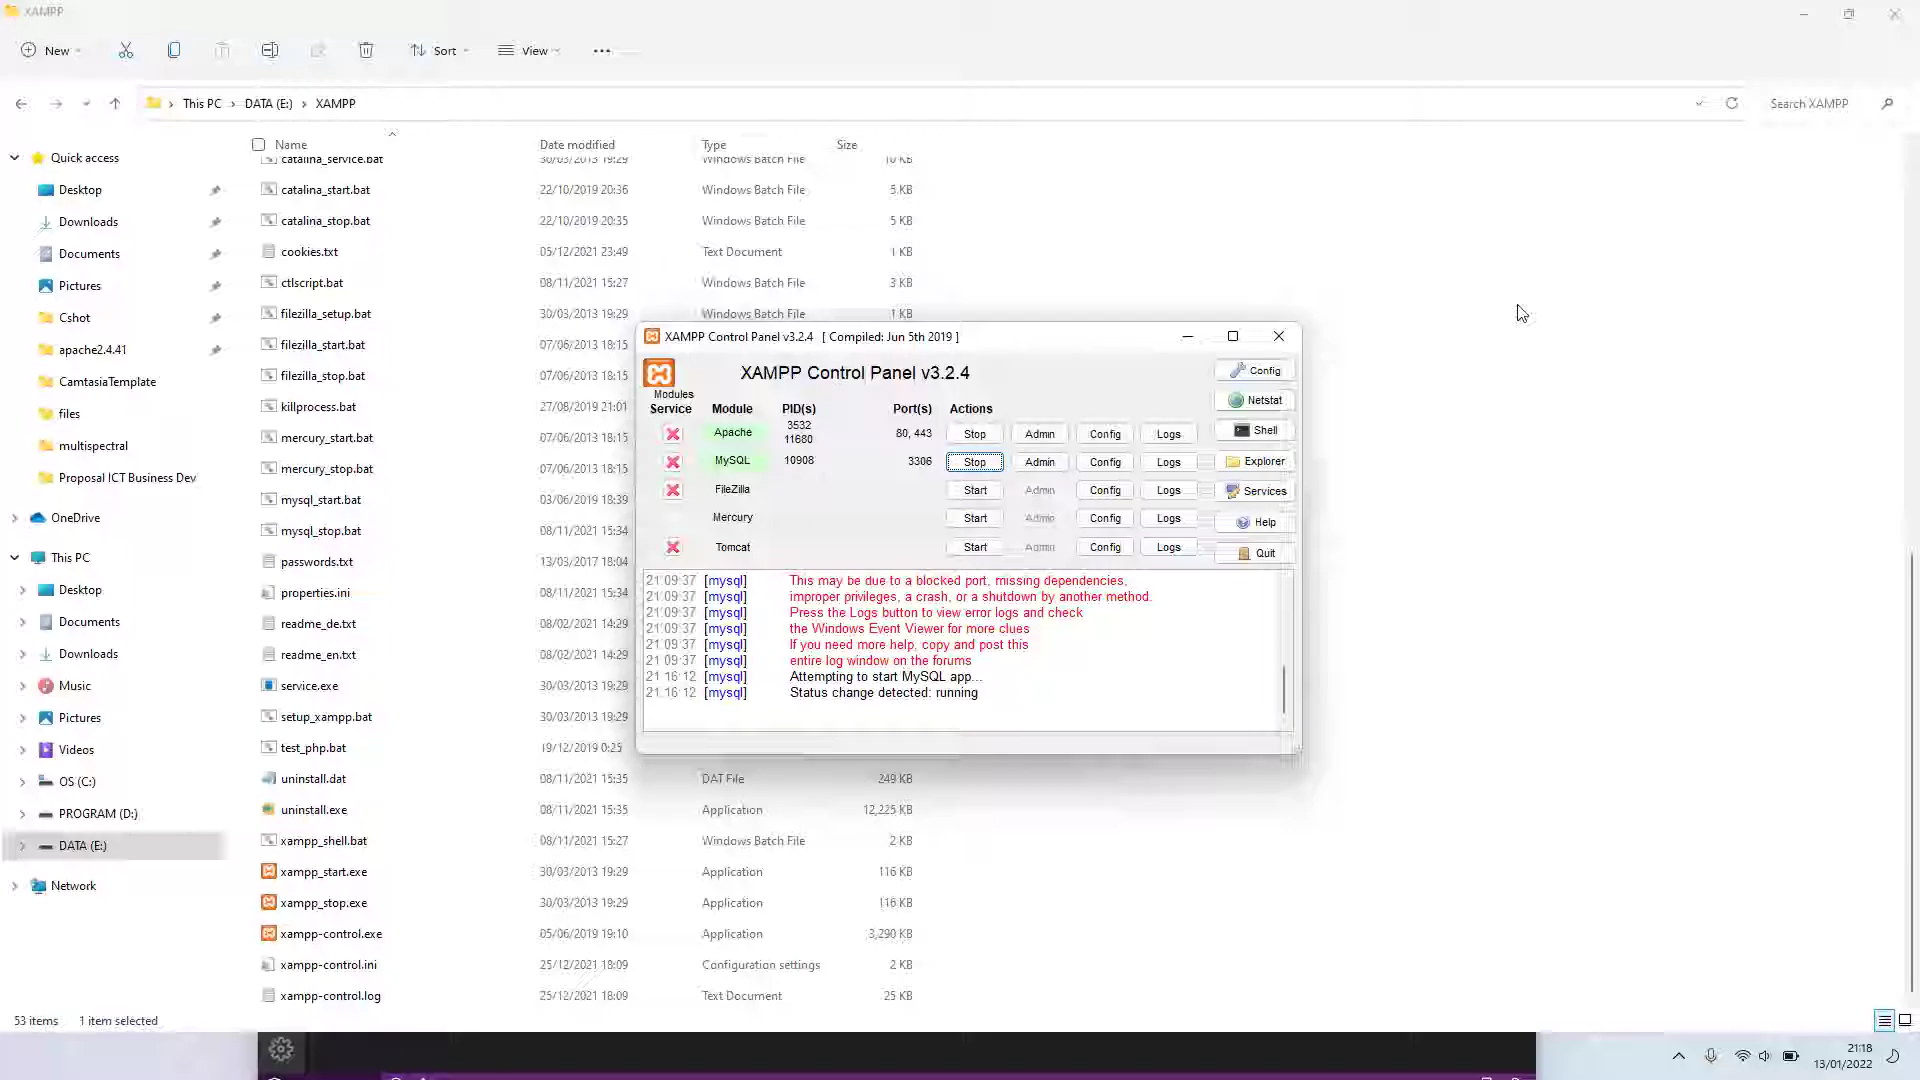 XAMPP
New
Sort
View
This PC
DATA (E:)
XAMPP
Search XAMPP
Name
Date modified
Type
Size
Quick access
Desktop
Downloads
Documents
Pictures
Cshot
apache2.4.41
CamtasiaTemplate
files
multispectral
Proposal ICT Business Dev
OneDrive
This PC
Desktop
Documents
Downloads
Music
Pictures
Videos
OS (C:)
PROGRAM (D:)
DATA (E:)
Network
catalina_service.bat 30/03/2013 19:29 Windows Batch File 10 KB
catalina_start.bat 22/10/2019 20:36 Windows Batch File 5 KB
catalina_stop.bat 22/10/2019 20:35 Windows Batch File 5 KB
cookies.txt 05/12/2021 23:49 Text Document 1 KB
ctlscript.bat 08/11/2021 15:27 Windows Batch File 3 KB
filezilla_setup.bat 30/03/2013 19:29 Windows Batch File 1 KB
filezilla_start.bat 07/06/2013 18:15
filezilla_stop.bat 07/06/2013 18:15
killprocess.bat 27/08/2019 21:01
mercury_start.bat 07/06/2013 18:15
mercury_stop.bat 07/06/2013 18:15
mysql_start.bat 03/06/2019 18:39
mysql_stop.bat 08/11/2021 15:34
passwords.txt 13/03/2017 18:04
properties.ini 08/11/2021 15:34
readme_de.txt 08/02/2021 14:29
readme_en.txt 08/02/2021 14:29
service.exe 30/03/2013 19:29
setup_xampp.bat 30/03/2013 19:29
test_php.bat 19/12/2019 0:25
uninstall.dat 08/11/2021 15:35 DAT File 249 KB
uninstall.exe 08/11/2021 15:35 Application 12,225 KB
xampp_shell.bat 08/11/2021 15:27 Windows Batch File 2 KB
xampp_start.exe 30/03/2013 19:29 Application 116 KB
xampp_stop.exe 30/03/2013 19:29 Application 116 KB
xampp-control.exe 05/06/2019 19:10 Application 3,290 KB
xampp-control.ini 25/12/2021 18:09 Configuration settings 2 KB
xampp-control.log 25/12/2021 18:09 Text Document 25 KB
XAMPP Control Panel v3.2.4 [ Compiled: Jun 5th 2019 ]
XAMPP Control Panel v3.2.4
Modules
Service Module PID(s) Port(s) Actions
Apache 3532 11680 80, 443 Stop Admin Config Logs
MySQL 10908 3306 Stop Admin Config Logs
FileZilla Start Admin Config Logs
Mercury Start Admin Config Logs
Tomcat Start Admin Config Logs
Config
Netstat
Shell
Explorer
Services
Help
Quit
21:09:37 [mysql] This may be due to a blocked port, missing dependencies,
21:09:37 [mysql] improper privileges, a crash, or a shutdown by another method.
21:09:37 [mysql] Press the Logs button to view error logs and check
21:09:37 [mysql] the Windows Event Viewer for more clues
21:09:37 [mysql] If you need more help, copy and post this
21:09:37 [mysql] entire log window on the forums
21:16:12 [mysql] Attempting to start MySQL app...
21:16:12 [mysql] Status change detected: running
53 items 1 item selected
21:18
13/01/2022